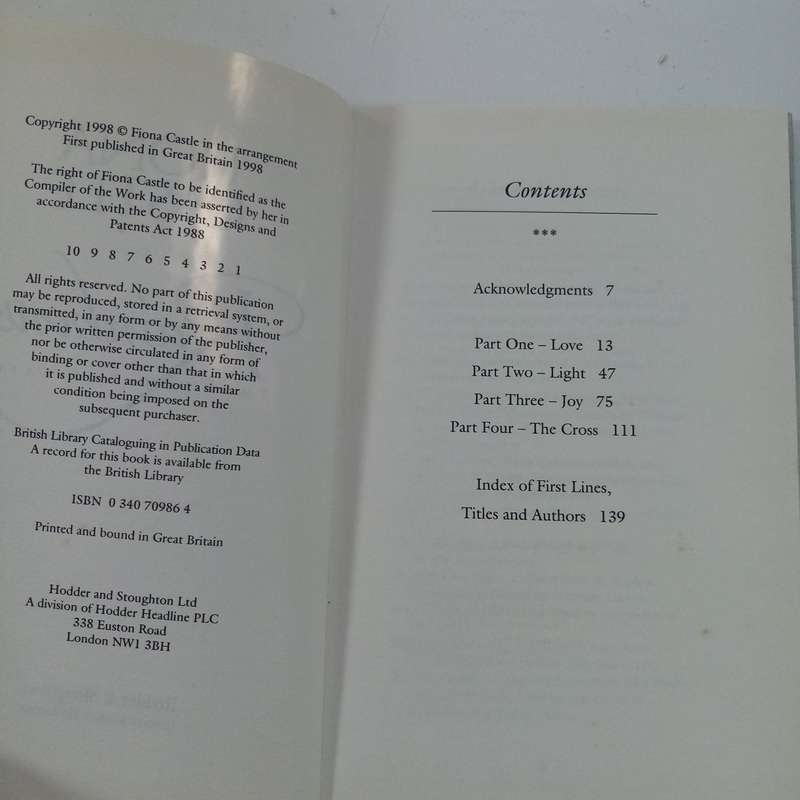 Copyright 1998 © Fiona Castle in the arrangement
First published in Great Britain 1998
The right of Fiona Castle to be identified as the
Compiler of the Work has been asserted by her in
accordance with the Copyright, Designs and
Patents Act 1988
10 9 8 7 6 5 4 3 2 1
All rights reserved. No part of this publication
may be reproduced, stored in a retrieval system, or
transmitted, in any form or by any means without
the prior written permission of the publisher,
nor be otherwise circulated in any form of
binding or cover other than that in which
it is published and without a similar
condition being imposed on the
subsequent purchaser.
British Library Cataloguing in Publication Data
A record for this book is available from
the British Library
ISBN 0 340 70986 4
Printed and bound in Great Britain
Hodder and Stoughton Ltd
A division of Hodder Headline PLC
338 Euston Road
London NW1 3BH
Contents
***
Acknowledgments 7
Part One – Love 13
Part Two – Light 47
Part Three – Joy 75
Part Four – The Cross 111
Index of First Lines,
Titles and Authors 139